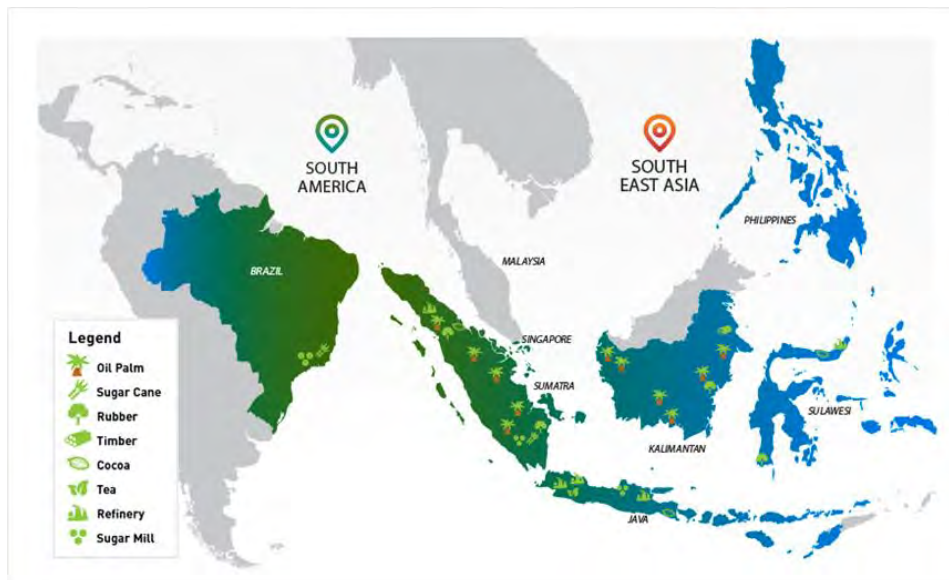 SOUTH
AMERICA
SOUTH
EAST ASIA
PHILIPPINES
MALAYSIA
BRAZIL
SINGAPORE
SUMATRA
SULAWESI
KALIMANTAN
JAVA
Legend
Oil Palm
Sugar Cane
Rubber
Timber
Cocoa
Tea
Refinery
Sugar Mill